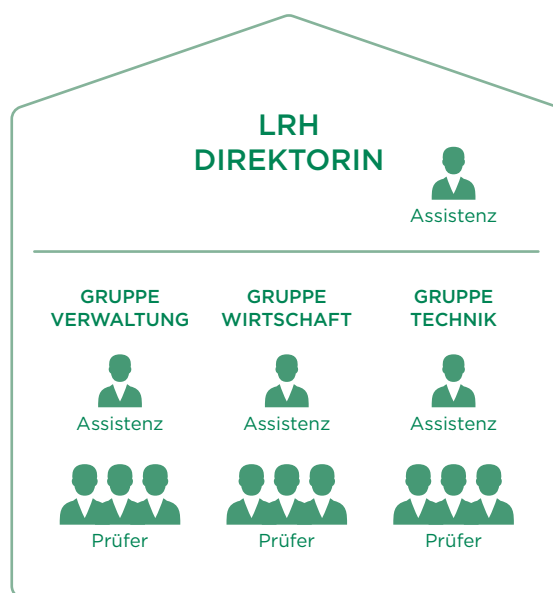 LRH
DIREKTORIN
Assistenz
GRUPPE
VERWALTUNG
Assistenz
Prüfer
GRUPPE
WIRTSCHAFT
Assistenz
Prüfer
GRUPPE
TECHNIK
Assistenz
Prüfer